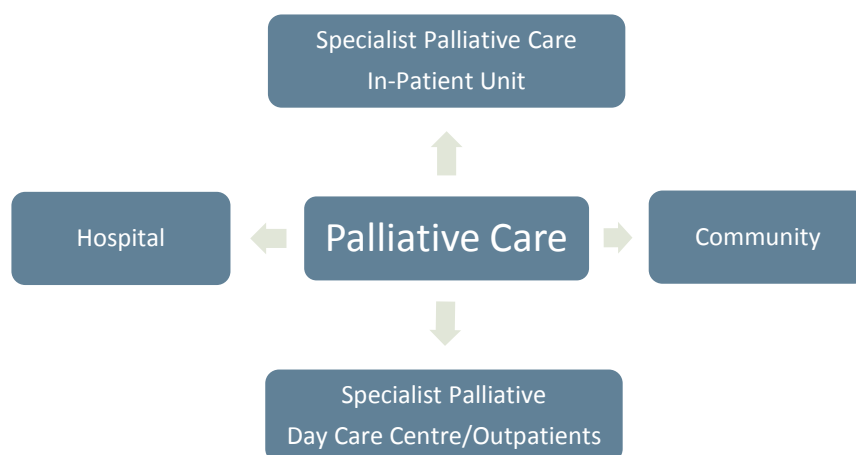 Specialist Palliative Care
In-Patient Unit
Hospital
Palliative Care
Community
Specialist Palliative
Day Care Centre/Outpatients